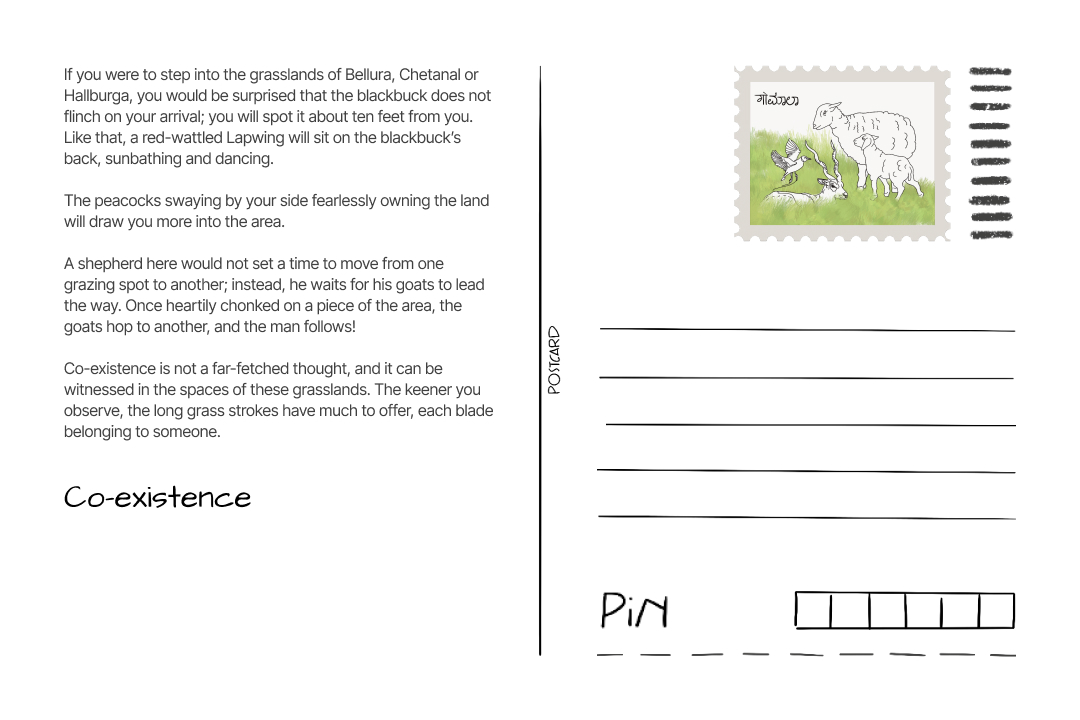 If you were to step into the grasslands of Bellura, Chetanal or
Hallburga, you would be surprised that the blackbuck does not
flinch on your arrival; you will spot it about ten feet from you.
Like that, a red-wattled Lapwing will sit on the blackbuck’s
back, sunbathing and dancing.
The peacocks swaying by your side fearlessly owning the land
will draw you more into the area.
A shepherd here would not set a time to move from one
grazing spot to another; instead, he waits for his goats to lead
the way. Once heartily chonked on a piece of the area, the
goats hop to another, and the man follows!
Co-existence is not a far-fetched thought, and it can be
witnessed in the spaces of these grasslands. The keener you
observe, the long grass strokes have much to offer, each blade
belonging to someone.
Co-existence
POSTCARD
ಗೋಮಾಲಾ
PiN